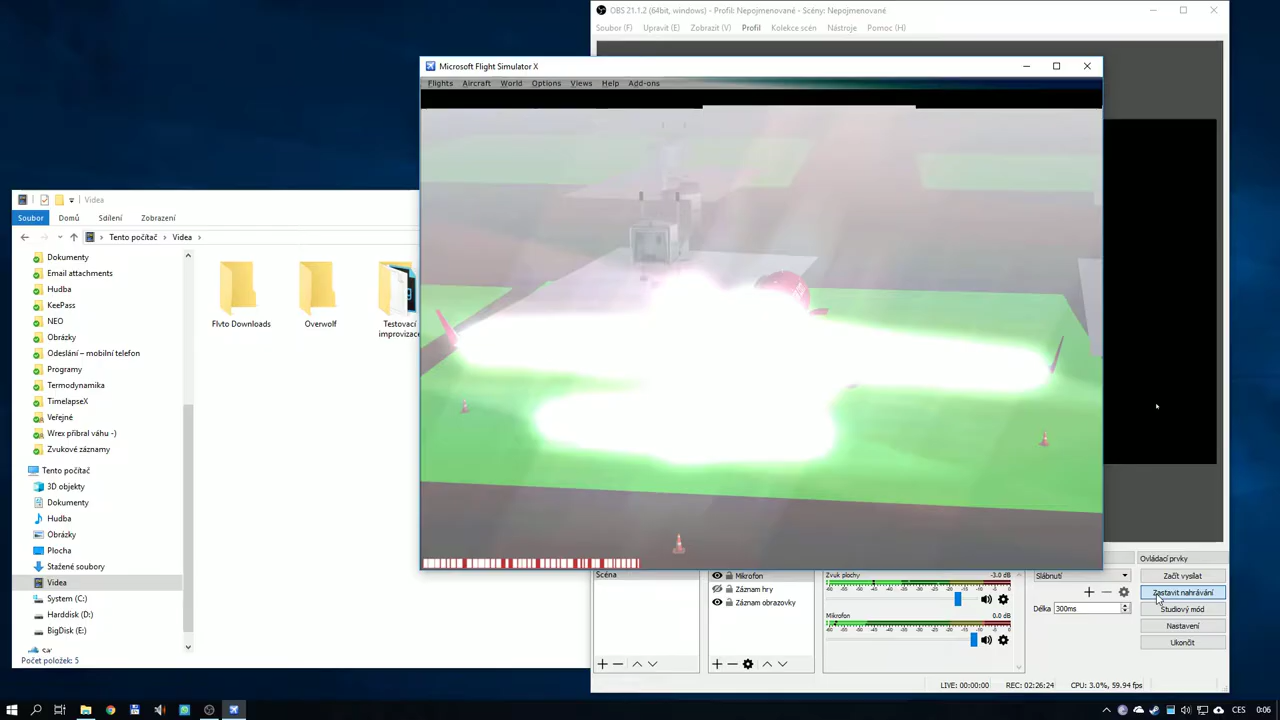 OBS 21.1.2 (64bit, windows) - Profil: Nepojmenované - Scény: Nepojmenované
Soubor (F) Upravit (E) Zobrazit (V) Profil Kolekce scén Nástroje Pomoc (H)
Microsoft Flight Simulator X
Flights Aircraft World Options Views Help Add-ons
Videa
Soubor Domů Sdílení Zobrazení
Tento počítač Videa
Dokumenty
Email attachments
Hudba
KeePass
NEO
Obrázky
Odeslání – mobilní telefon
Programy
Termodynamika
TimelapseX
Veřejné
Wrex přibral váhu -)
Zvukové záznamy
Tento počítač
3D objekty
Dokumenty
Hudba
Obrázky
Plocha
Stažené soubory
Videa
System (C:)
Harddisk (D:)
BigDisk (E:)
Počet položek: 5
Flvto Downloads
Overwolf
Testovací
improvizace
Scéna
Mikrofon
Záznam hry
Záznam obrazovky
Zvuk plochy -3.0 dB
Mikrofon 0.0 dB
Slábnutí
Délka 300ms
Ovládací prvky
Začít vysílat
Zastavit nahrávání
Studiový mód
Nastavení
Ukončit
LIVE: 00:00:00 REC: 02:26:24 CPU: 3.0%, 59.94 fps
CES 0:06